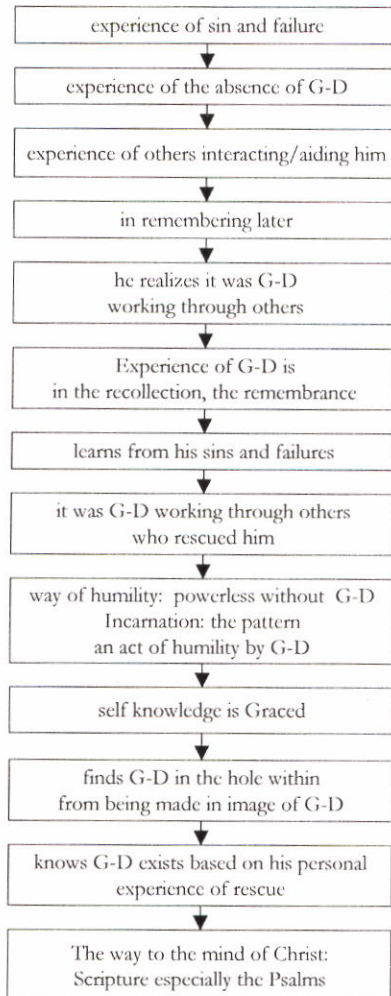 experience of sin and failure
experience of the absence of G-D
experience of others interacting/aiding him
in remembering later
he realizes it was G-D
working through others
Experience of G-D is
in the recollection, the remembrance
learns from his sins and failures
it was G-D working through others
who rescued him
way of humility: powerless without G-D
Incarnation: the pattern
an act of humility by G-D
self knowledge is Graced
finds G-D in the hole within
from being made in image of G-D
knows G-D exists based on his personal
experience of rescue
The way to the mind of Christ:
Scripture especially the Psalms